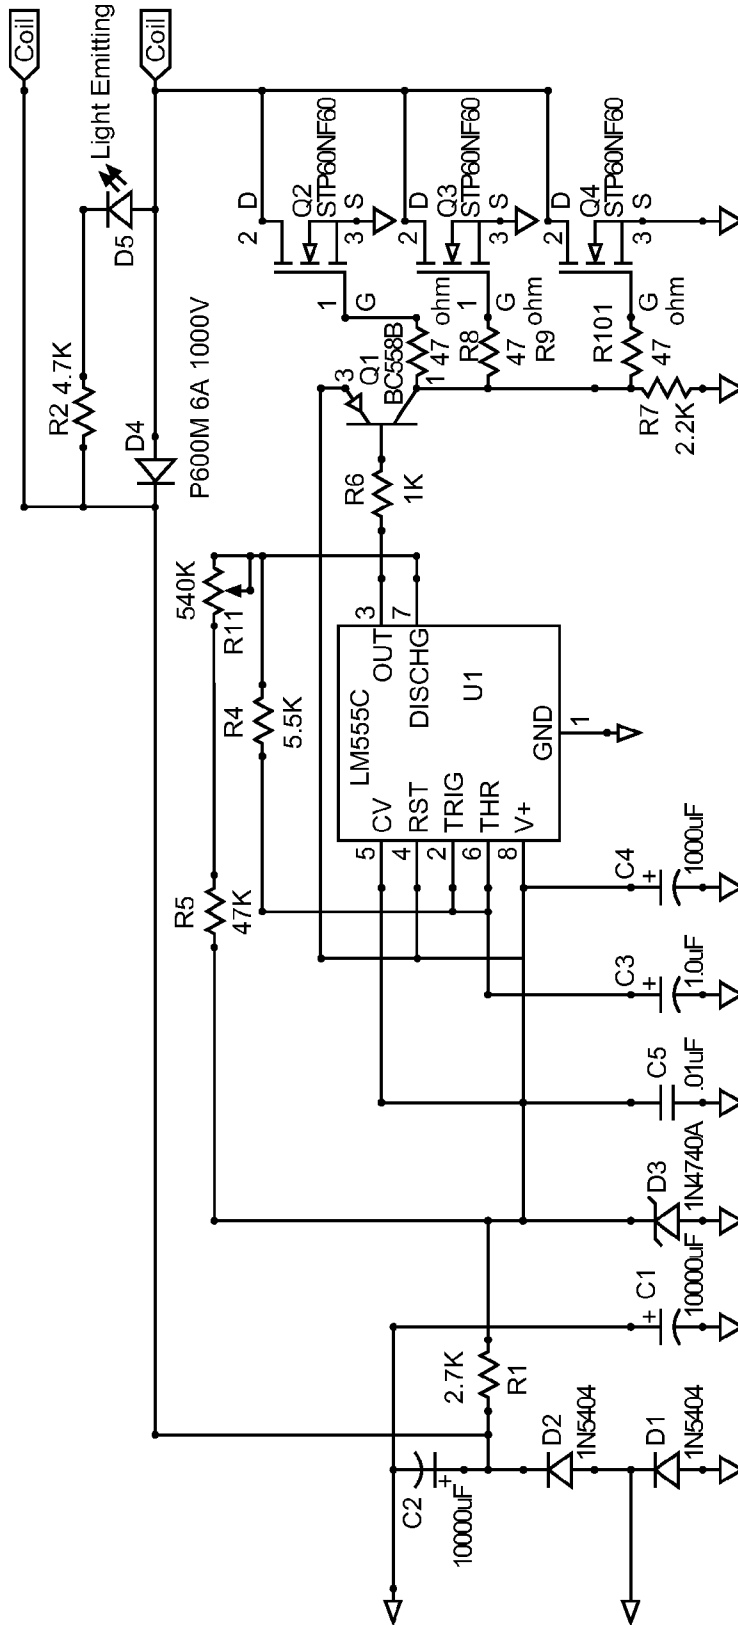 Coil
Coil
Light Emitting
D5
R2 4.7K
D4
P600M 6A 1000V
2
D
Q2
STP60NF60
3
S
1
G
2
D
Q3
STP60NF60
3
S
1
G
2
D
Q4
STP60NF60
3
S
G
47
ohm
R8
47
ohm
R9
R101
47
ohm
3
Q1
BC558B
1
R7
2.2K
R6
1K
540K
R11
R4
5.5K
R5
47K
3
7
OUT
DISCHG
LM555C
U1
CV
RST
TRIG
THR
V+
GND
1
5
4
2
6
8
C4
+
1000uF
C3
+
1.0uF
C5
.01uF
D3
1N4740A
C1
+
10000uF
2.7K
R1
C2
+
10000uF
D2
1N5404
D1
1N5404